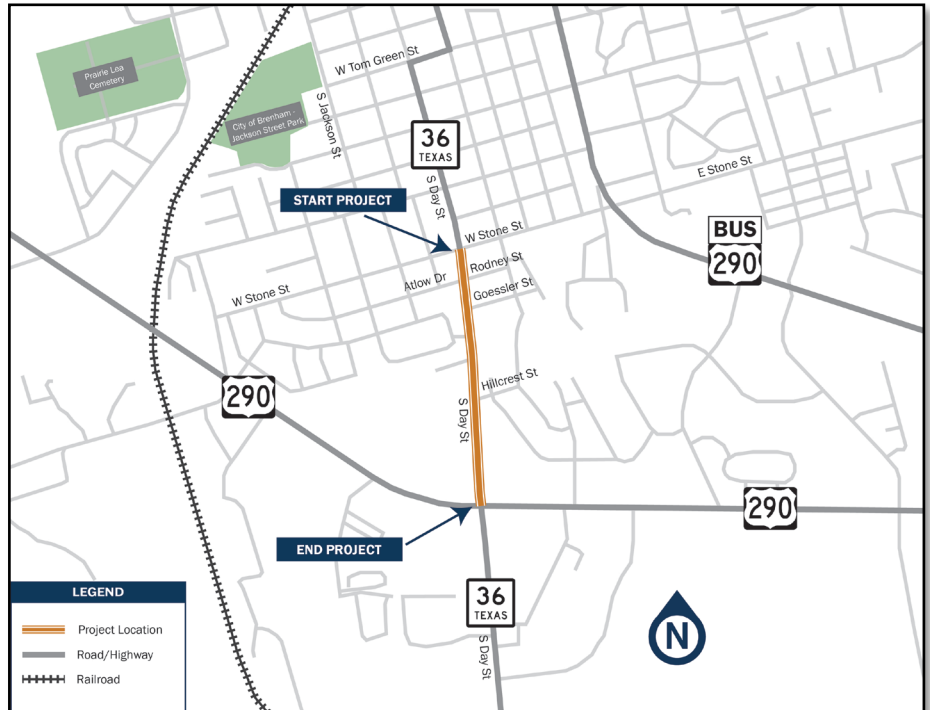 W Tom Green St
Prairie Lea
Cemetery
City of Brenham -
Jackson Street Park
S Jackson St
36
TEXAS
E Stone St
S Day St
START PROJECT
W Stone St
BUS
290
Rodney St
Atlow Dr
Goessler St
W Stone St
Hillcrest St
290
S Day St
290
END PROJECT
36
TEXAS
LEGEND
Project Location
Road/Highway
Railroad
N
S Day St